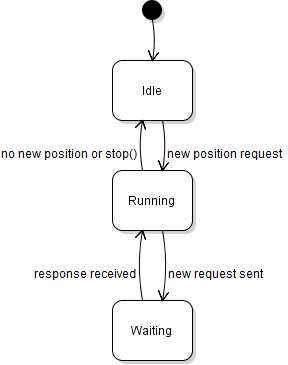 Idle
no new position or stop()
new position request
Running
response received
new request sent
Waiting